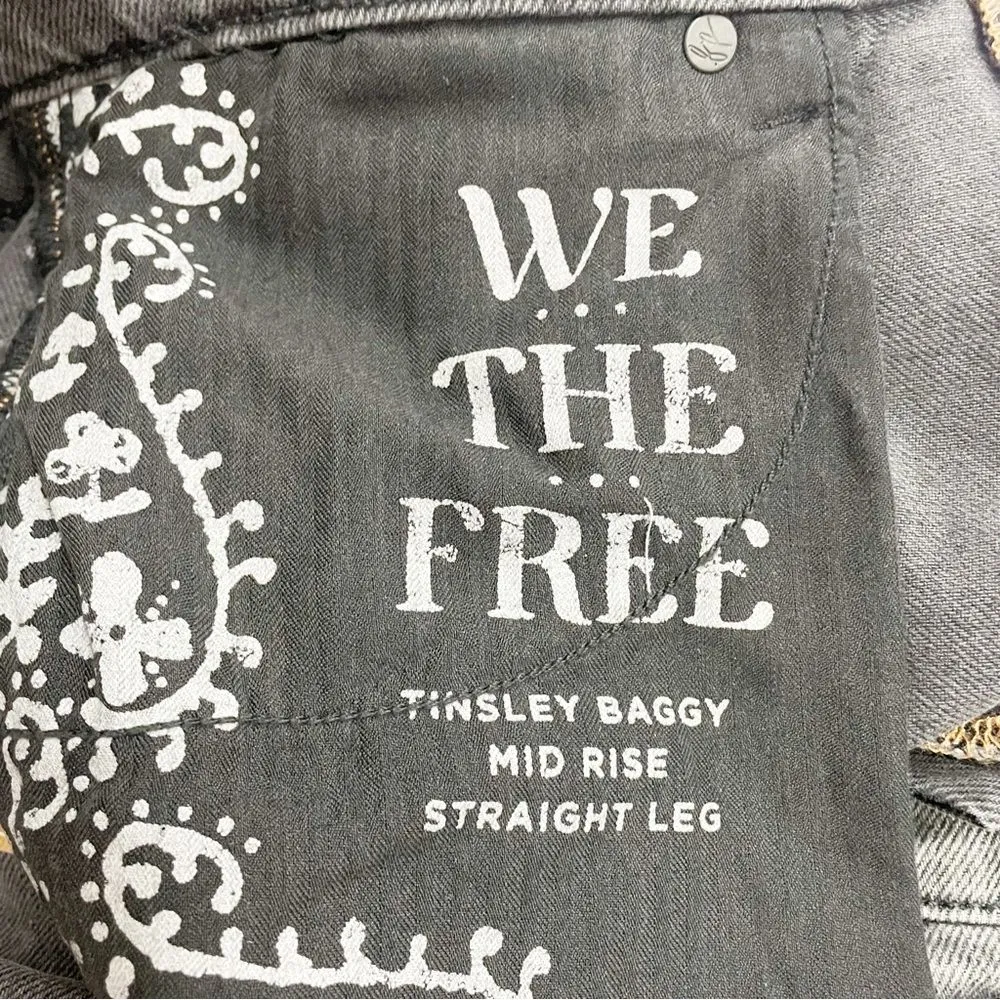 WE
THE
FREE
TINSLEY BAGGY
MID RISE
STRAIGHT LEG